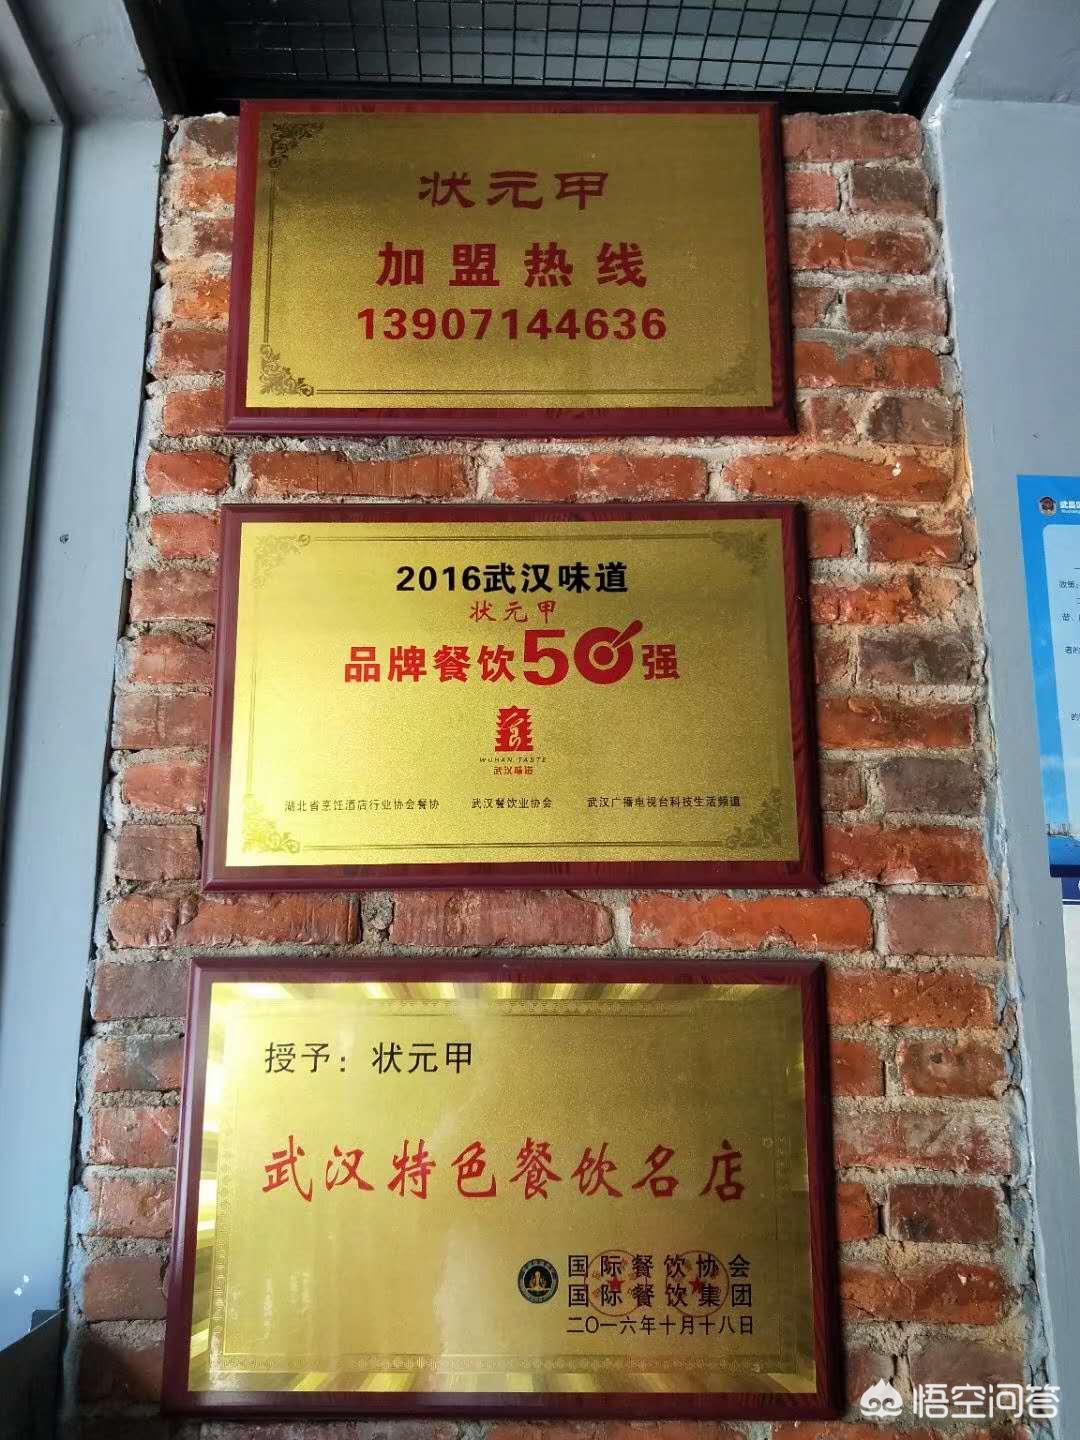 状元甲
加盟热线
13907144636
2016武汉味道
状元甲
品牌餐饮50强
WUHAN TASTE
武汉味道
湖北省烹饪酒店行业协会餐协 武汉餐饮业协会 武汉广播电视台科技生活频道
授予：状元甲
武汉特色餐饮名店
国际餐饮协会
国际餐饮集团
二〇一六年十月十八日
悟空问答